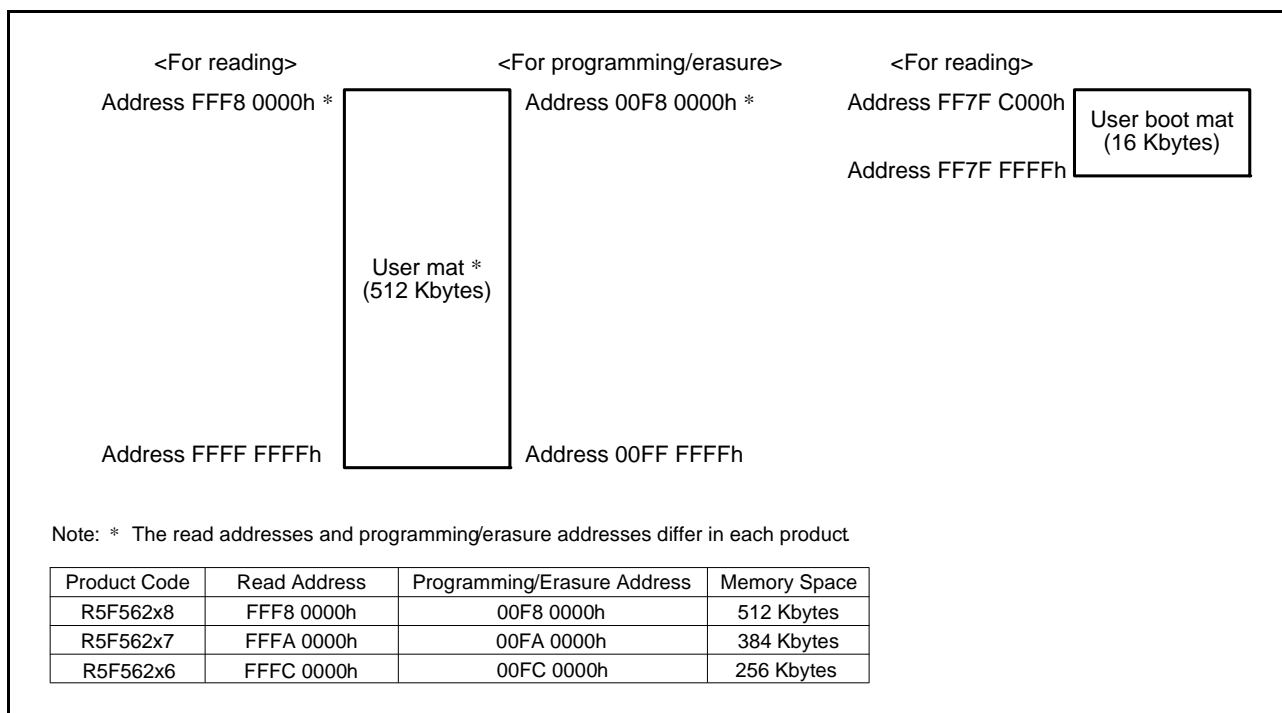 <For reading> <For programming/erasure> <For reading>
Address FFF8 0000h * Address 00F8 0000h * Address FF7F C000h
User boot mat
(16 Kbytes)
Address FF7F FFFFh
User mat *
(512 Kbytes)
Address FFFF FFFFh Address 00FF FFFFh
Note: * The read addresses and programming/erasure addresses differ in each product.
Product Code Read Address Programming/Erasure Address Memory Space
R5F562x8 FFF8 0000h 00F8 0000h 512 Kbytes
R5F562x7 FFFA 0000h 00FA 0000h 384 Kbytes
R5F562x6 FFFC 0000h 00FC 0000h 256 Kbytes